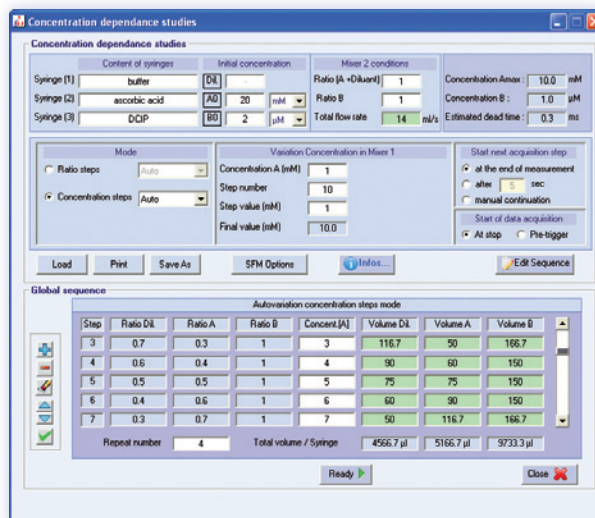 Concentration dependance studies
Concentration dependance studies
Content of syringes Initial concentration Mixer 2 conditions
Syringe (1) buffer Dil. . Ratio (A +Diluant) 1 Concentration Amax : 10.0 mM
Syringe (2) ascorbic acid A0 20 mM Ratio B 1 Concentration B : 1.0 µM
Syringe (3) DCIP B0 2 µM Total flow rate 14 ml/s Estimated dead time : 0.3 ms
Mode Variation Concentration in Mixer 1 Start next acquisition step
Ratio steps Auto Concentration A (mM) 1 at the end of measurement
Step number 10 after 5 sec
Concentration steps Auto Step value (mM) 1 manual continuation
Final value (mM) 10.0 Start of data acquisition
At stop Pre-trigger
Load Print Save As SFM Options Infos... Edit Sequence
Global sequence
Autovariation concentration steps mode
Step Ratio Dil. Ratio A Ratio B Concent.[A] Volume Dil. Volume A Volume B
3 0.7 0.3 1 3 116.7 50 166.7
4 0.6 0.4 1 4 90 60 150
5 0.5 0.5 1 5 75 75 150
6 0.4 0.6 1 6 60 90 150
7 0.3 0.7 1 7 50 116.7 166.7
Repeat number 4 Total volume / Syringe 4566.7 µl 5166.7 µl 9733.3 µl
Ready Close